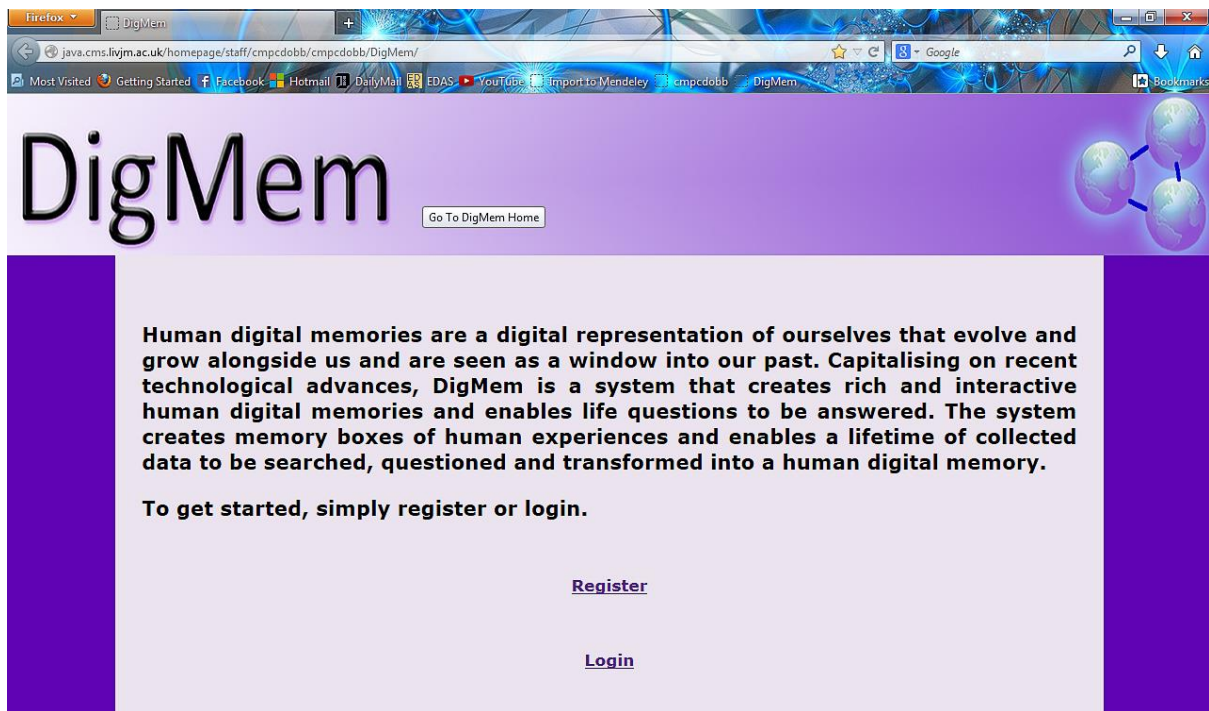 Firefox
DigMem
java.cms.livjm.ac.uk/homepage/staff/cmpcdobb/cmpcdobb/DigMem/
Google
Most Visited Getting Started Facebook Hotmail DailyMail EDAS YouTube Import to Mendeley cmpcdobb DigMem Bookmarks
DigMem
Go To DigMem Home
Human digital memories are a digital representation of ourselves that evolve and
grow alongside us and are seen as a window into our past. Capitalising on recent
technological advances, DigMem is a system that creates rich and interactive
human digital memories and enables life questions to be answered. The system
creates memory boxes of human experiences and enables a lifetime of collected
data to be searched, questioned and transformed into a human digital memory.
To get started, simply register or login.
Register
Login